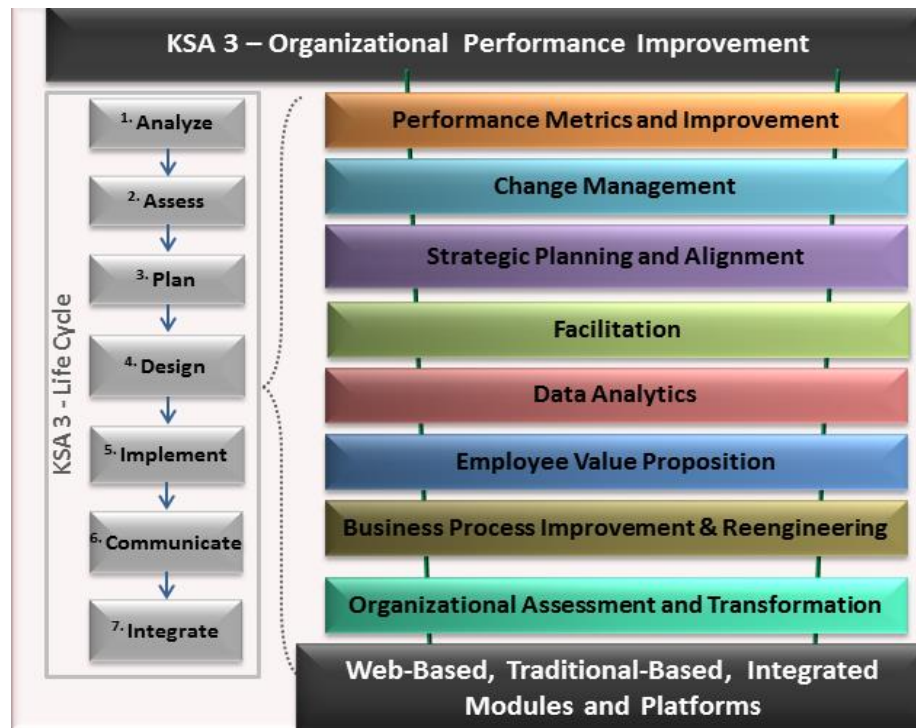 KSA 3 – Organizational Performance Improvement
KSA 3 - Life Cycle
1. Analyze
2. Assess
3. Plan
4. Design
5. Implement
6. Communicate
7. Integrate
Performance Metrics and Improvement
Change Management
Strategic Planning and Alignment
Facilitation
Data Analytics
Employee Value Proposition
Business Process Improvement & Reengineering
Organizational Assessment and Transformation
Web-Based, Traditional-Based, Integrated
Modules and Platforms